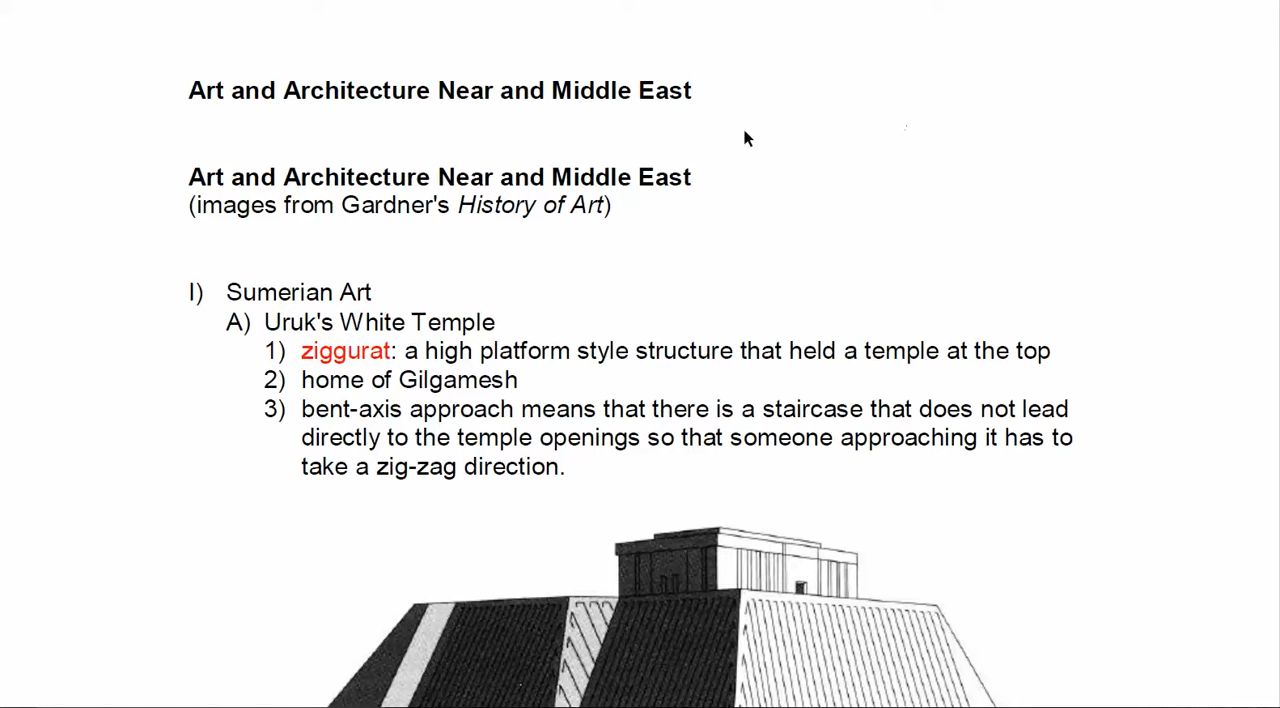 Art and Architecture Near and Middle East
Art and Architecture Near and Middle East
(images from Gardner's History of Art)
I) Sumerian Art
A) Uruk's White Temple
1) ziggurat: a high platform style structure that held a temple at the top
2) home of Gilgamesh
3) bent-axis approach means that there is a staircase that does not lead
directly to the temple openings so that someone approaching it has to
take a zig-zag direction.